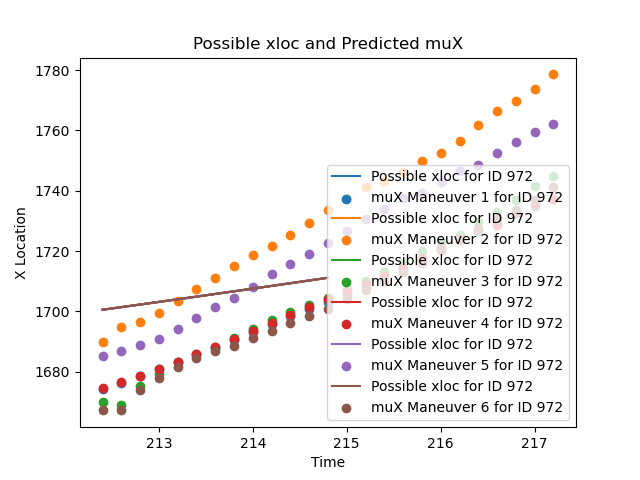 Possible xloc and Predicted muX
1780
1760
1740
1720
1700
1680
X Location
213
214
215
216
217
Time
Possible xloc for ID 972
muX Maneuver 1 for ID 972
Possible xloc for ID 972
muX Maneuver 2 for ID 972
Possible xloc for ID 972
muX Maneuver 3 for ID 972
Possible xloc for ID 972
muX Maneuver 4 for ID 972
Possible xloc for ID 972
muX Maneuver 5 for ID 972
Possible xloc for ID 972
muX Maneuver 6 for ID 972